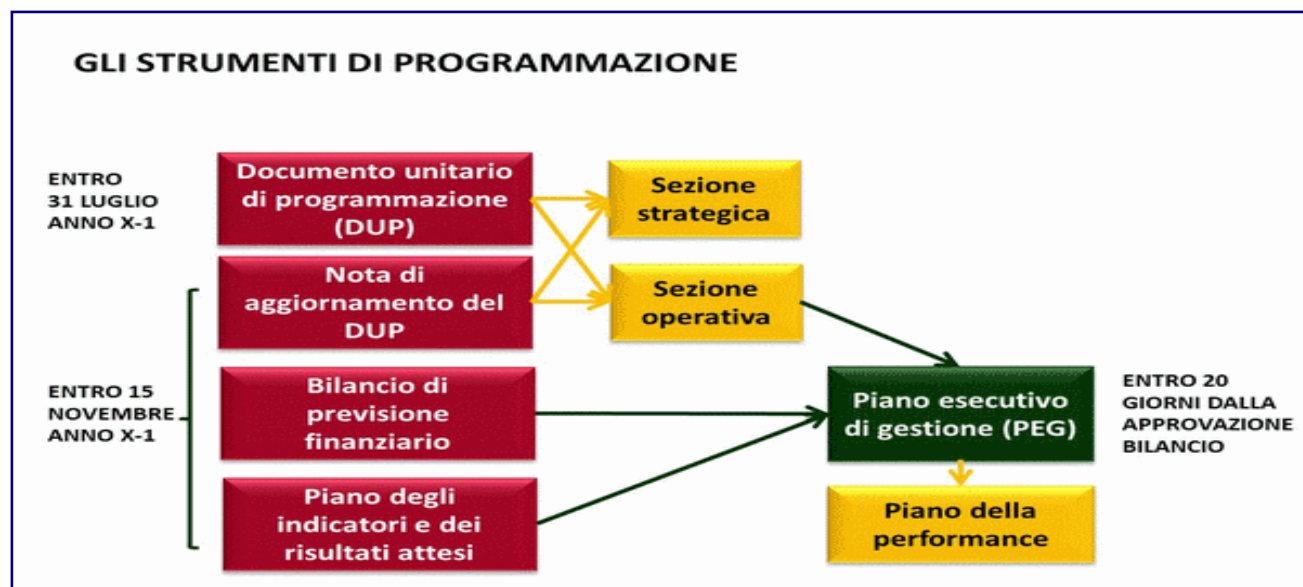 GLI STRUMENTI DI PROGRAMMAZIONE
ENTRO
31 LUGLIO
ANNO X-1
Documento unitario
di programmazione
(DUP)
Sezione
strategica
Nota di
aggiornamento del
DUP
Sezione
operativa
ENTRO 15
NOVEMBRE
ANNO X-1
Bilancio di
previsione
finanziario
Piano esecutivo
di gestione (PEG)
ENTRO 20
GIORNI DALLA
APPROVAZIONE
BILANCIO
Piano degli
indicatori e dei
risultati attesi
Piano della
performance